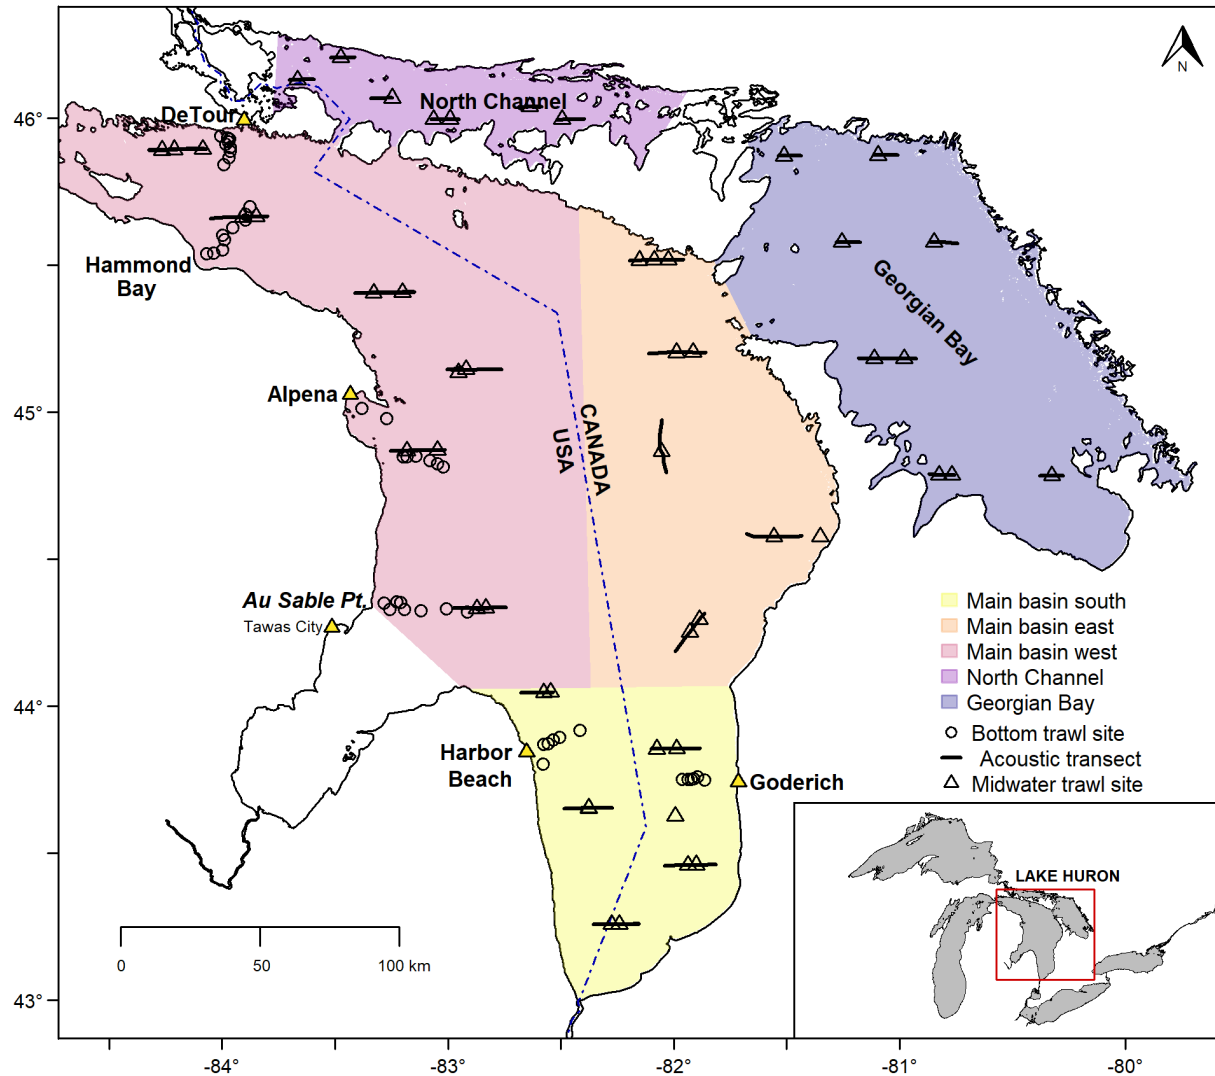 N
North Channel
DeTour
46°
Hammond
Bay
Georgian Bay
Alpena
45°
CANADA
USA
Au Sable Pt.
Tawas City
Main basin south
Main basin east
Main basin west
North Channel
Georgian Bay
Bottom trawl site
Acoustic transect
Midwater trawl site
44°
Harbor
Beach
Goderich
LAKE HURON
0
50
100 km
43°
-84°
-83°
-82°
-81°
-80°